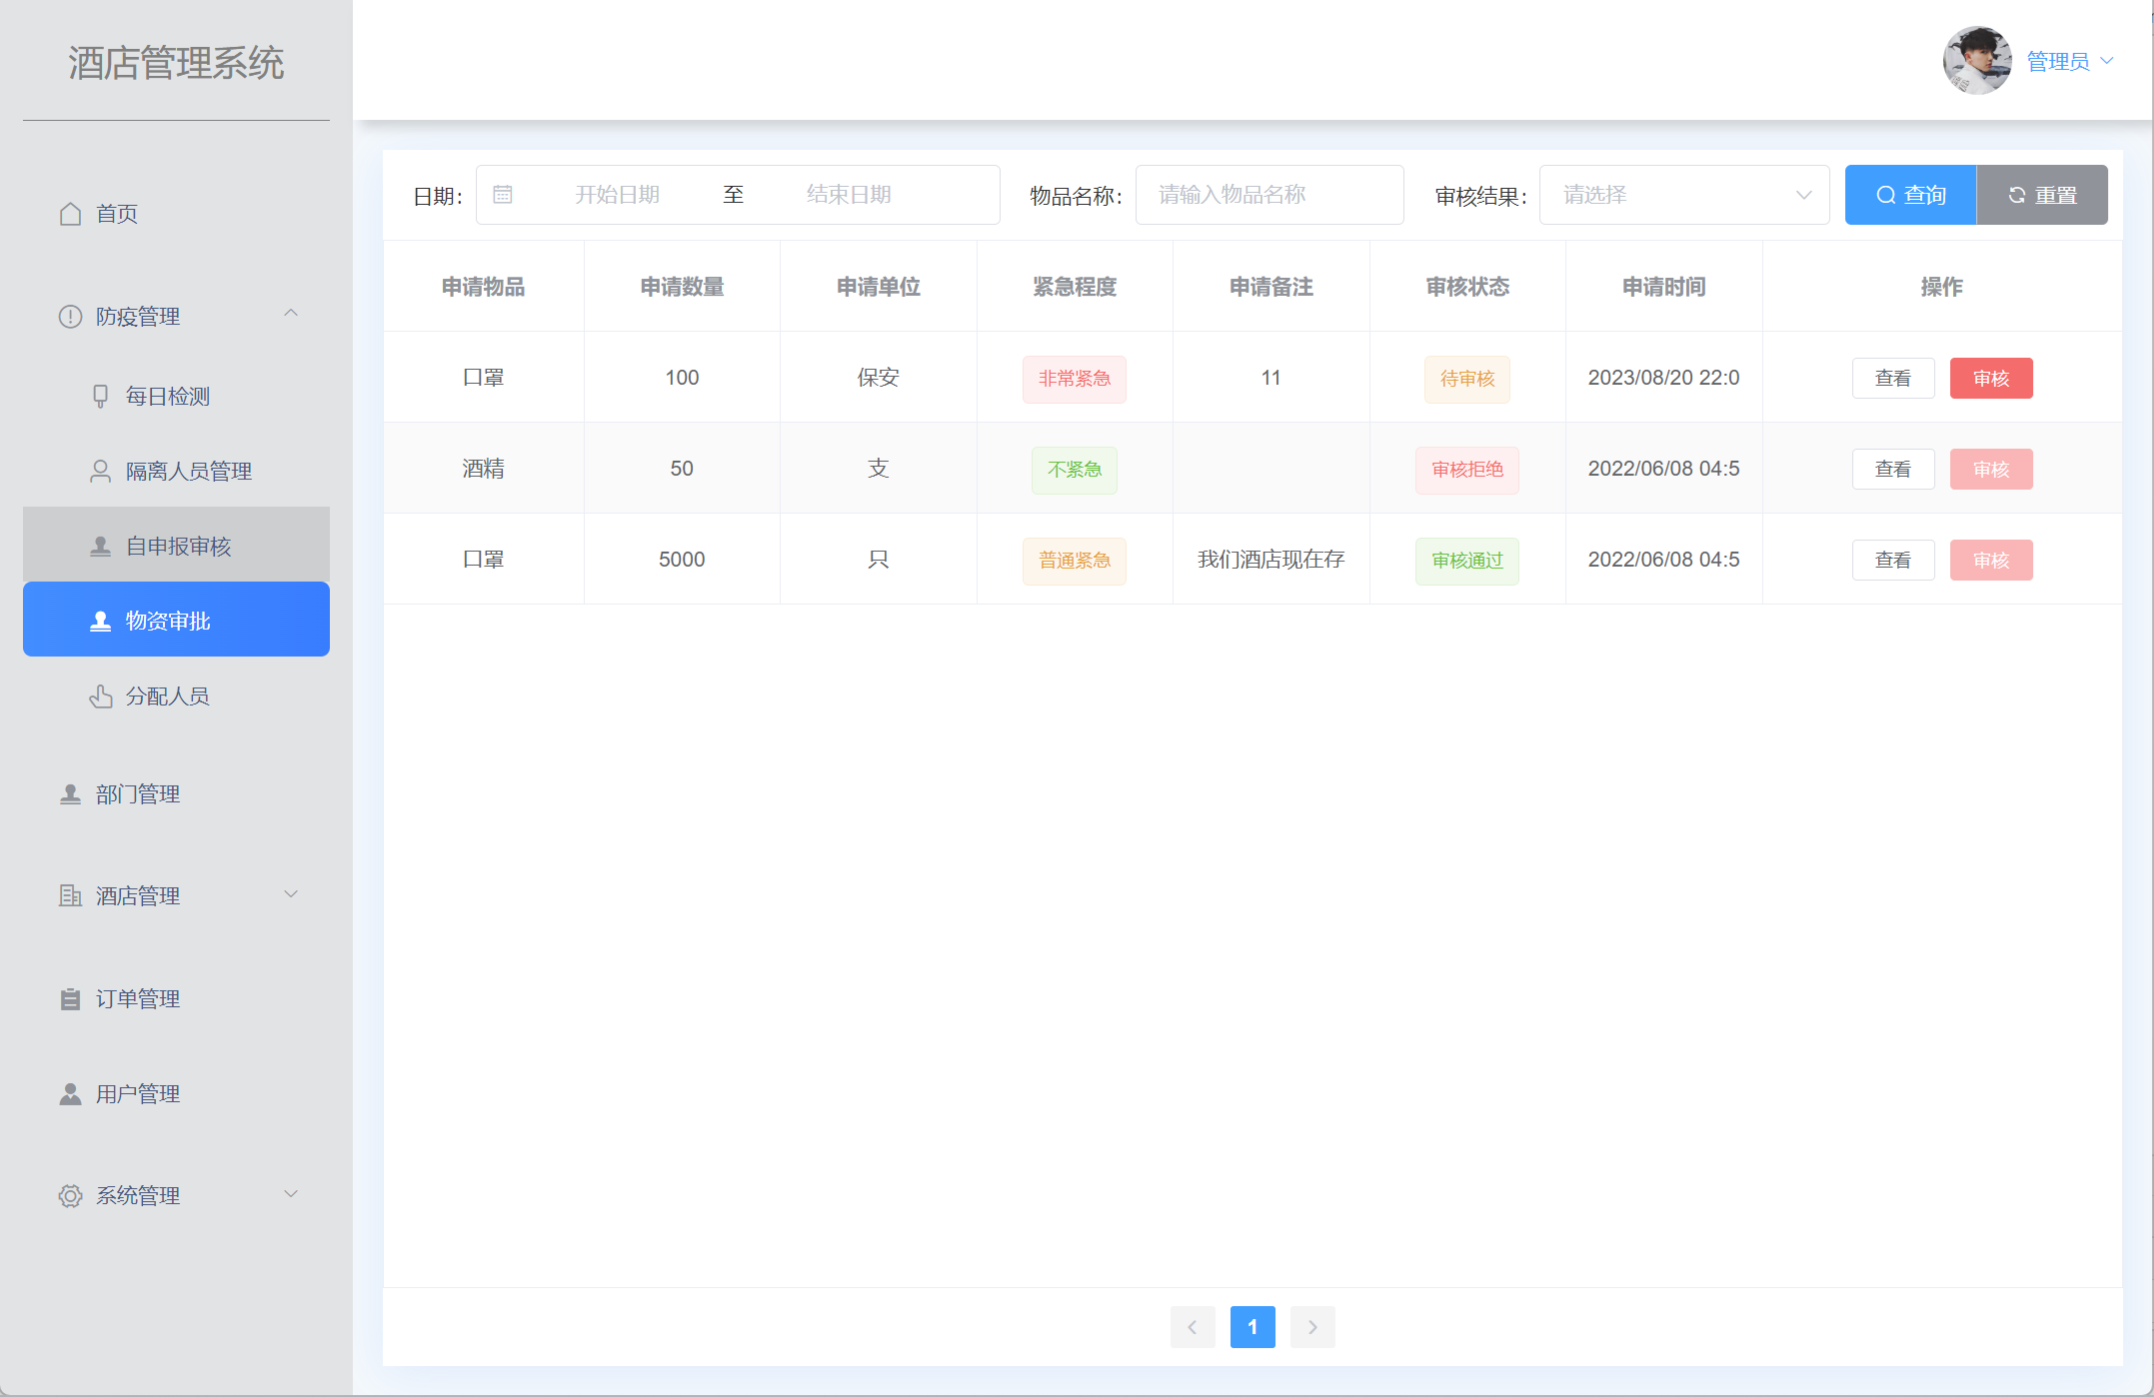 酒店管理系统
管理员
首页
防疫管理
每日检测
隔离人员管理
自申报审核
物资审批
分配人员
部门管理
酒店管理
订单管理
用户管理
系统管理
日期： 开始日期 至 结束日期 物品名称： 请输入物品名称 审核结果： 请选择 查询 重置
申请物品 申请数量 申请单位 紧急程度 申请备注 审核状态 申请时间 操作
口罩 100 保安 非常紧急 11 待审核 2023/08/20 22:0 查看 审核
酒精 50 支 不紧急 审核拒绝 2022/06/08 04:5 查看 审核
口罩 5000 只 普通紧急 我们酒店现在存 审核通过 2022/06/08 04:5 查看 审核
1